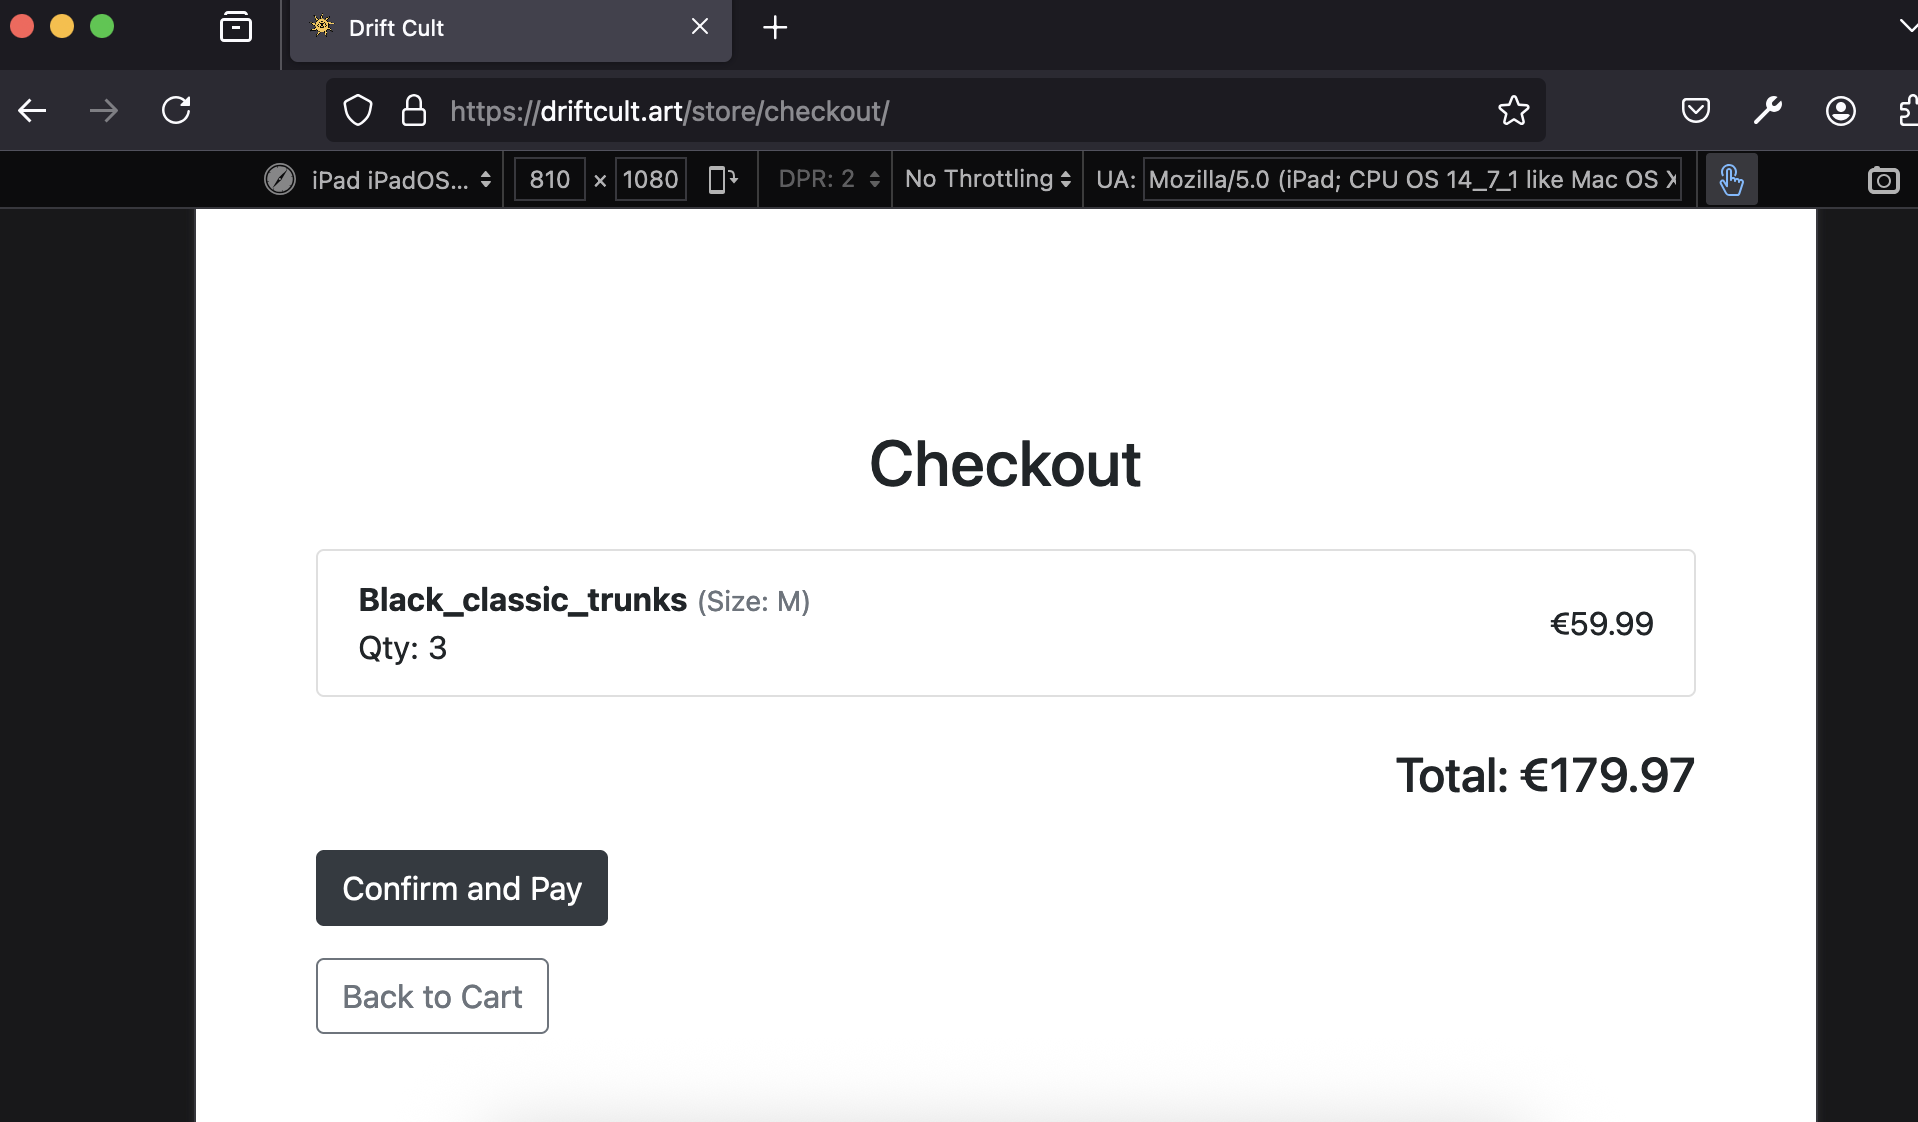 Drift Cult
https://driftcult.art/store/checkout/
iPad iPadOS... 810 × 1080 DPR: 2 No Throttling UA: Mozilla/5.0 (iPad; CPU OS 14_7_1 like Mac OS X
Checkout
Black_classic_trunks (Size: M)
Qty: 3
€59.99
Total: €179.97
Confirm and Pay
Back to Cart